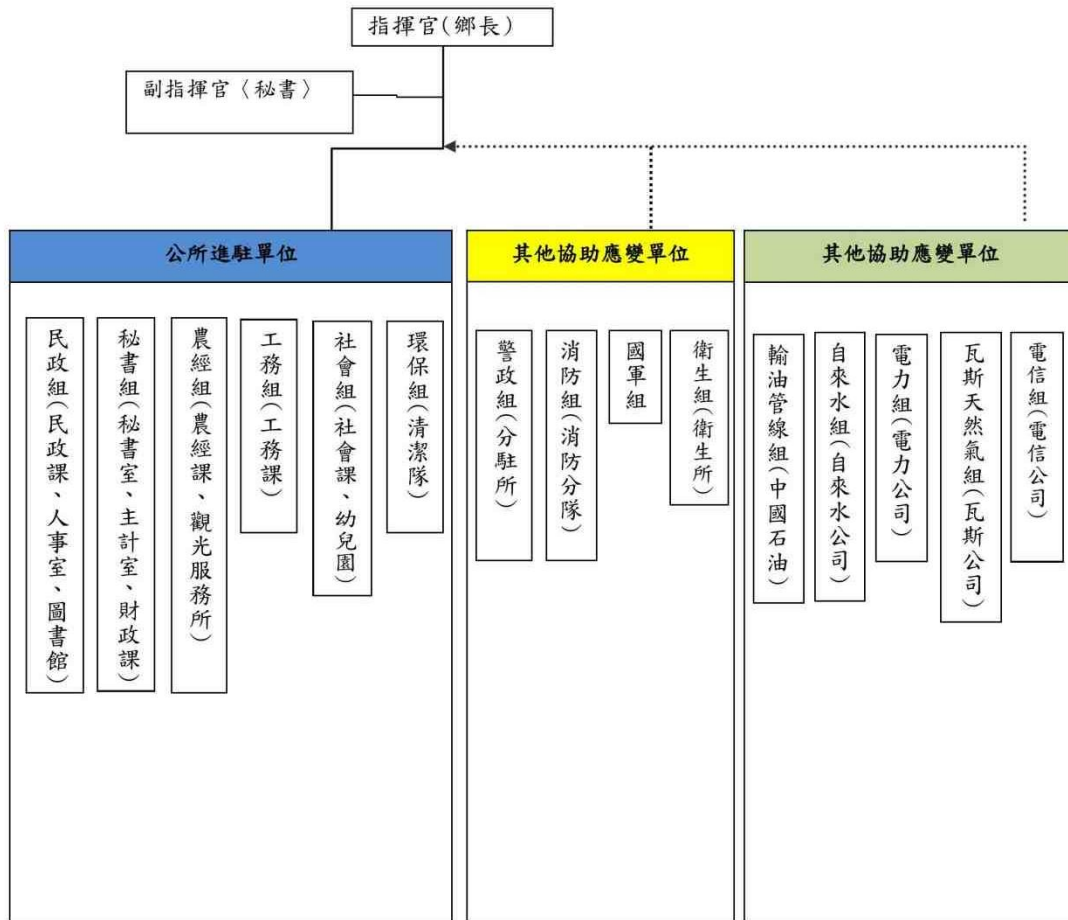 指揮官(鄉長)
副指揮官〈秘書〉
公所進駐單位
民政組(民政課、人事室、圖書館)
秘書組(秘書室、主計室、財政課)
農經組(農經課、觀光服務所)
工務組(工務課)
社會組(社會課、幼兒園)
環保組(清潔隊)
其他協助應變單位
警政組(分駐所)
消防組(消防分隊)
國軍組
衛生組(衛生所)
其他協助應變單位
輸油管線組(中國石油)
自來水組(自來水公司)
電力組(電力公司)
瓦斯天然氣組(瓦斯公司)
電信組(電信公司)